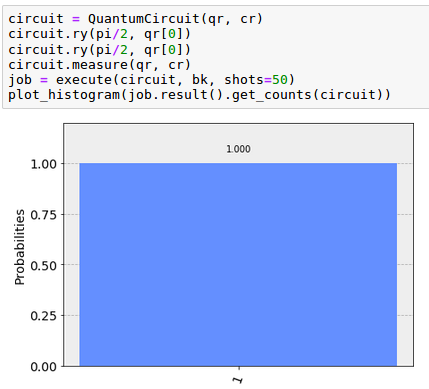 circuit = QuantumCircuit(qr, cr)
circuit.ry(pi/2, qr[0])
circuit.ry(pi/2, qr[0])
circuit.measure(qr, cr)
job = execute(circuit, bk, shots=50)
plot_histogram(job.result().get_counts(circuit))
1.000
1.00
0.75
0.50
0.25
0.00
Probabilities
1